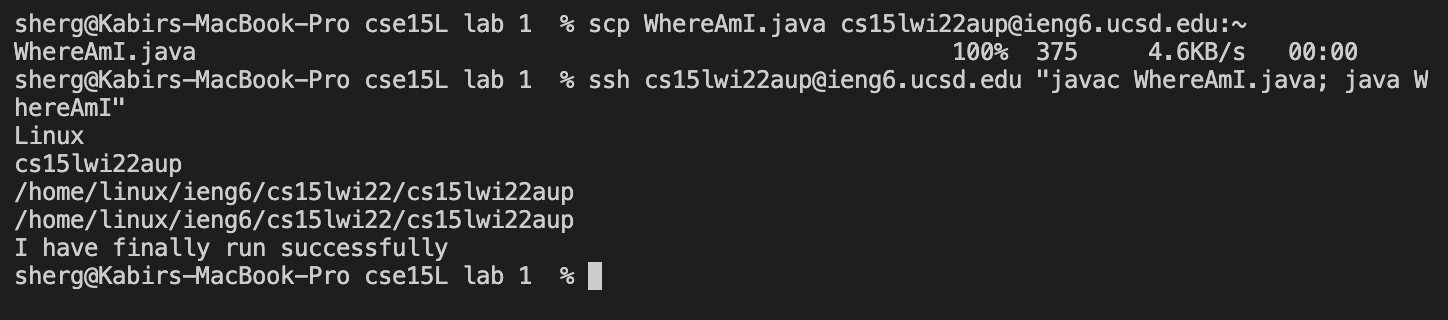 sherg@Kabirs-MacBook-Pro cse15L lab 1  % scp WhereAmI.java cs15lwi22aup@ieng6.ucsd.edu:~
WhereAmI.java 100% 375 4.6KB/s 00:00
sherg@Kabirs-MacBook-Pro cse15L lab 1  % ssh cs15lwi22aup@ieng6.ucsd.edu "javac WhereAmI.java; java W
hereAmI"
Linux
cs15lwi22aup
/home/linux/ieng6/cs15lwi22/cs15lwi22aup
/home/linux/ieng6/cs15lwi22/cs15lwi22aup
I have finally run successfully
sherg@Kabirs-MacBook-Pro cse15L lab 1  %